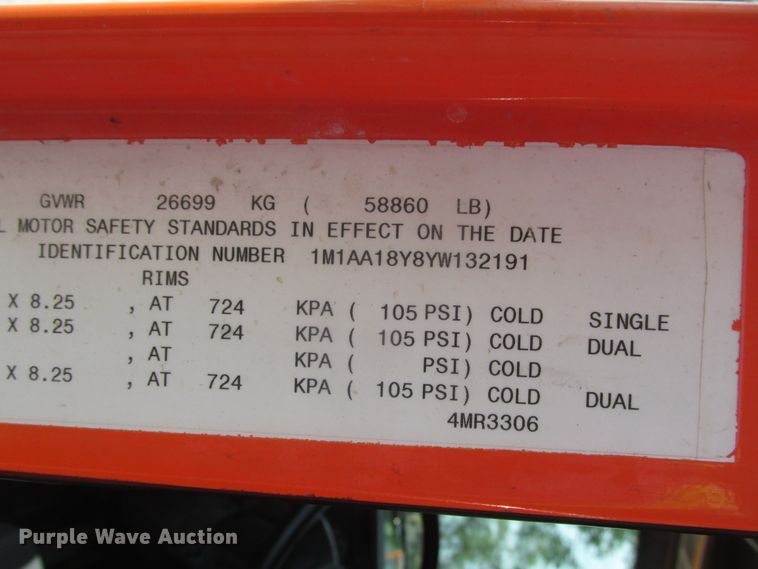 GVWR 26699 KG ( 58860 LB)
MOTOR SAFETY STANDARDS IN EFFECT ON THE DATE
IDENTIFICATION NUMBER 1M1AA18Y8YW132191
RIMS
X 8.25 , AT 724 KPA ( 105 PSI) COLD SINGLE
X 8.25 , AT 724 KPA ( 105 PSI) COLD DUAL
, AT KPA ( PSI) COLD
X 8.25 , AT 724 KPA ( 105 PSI) COLD DUAL
4MR3306
Purple Wave Auction